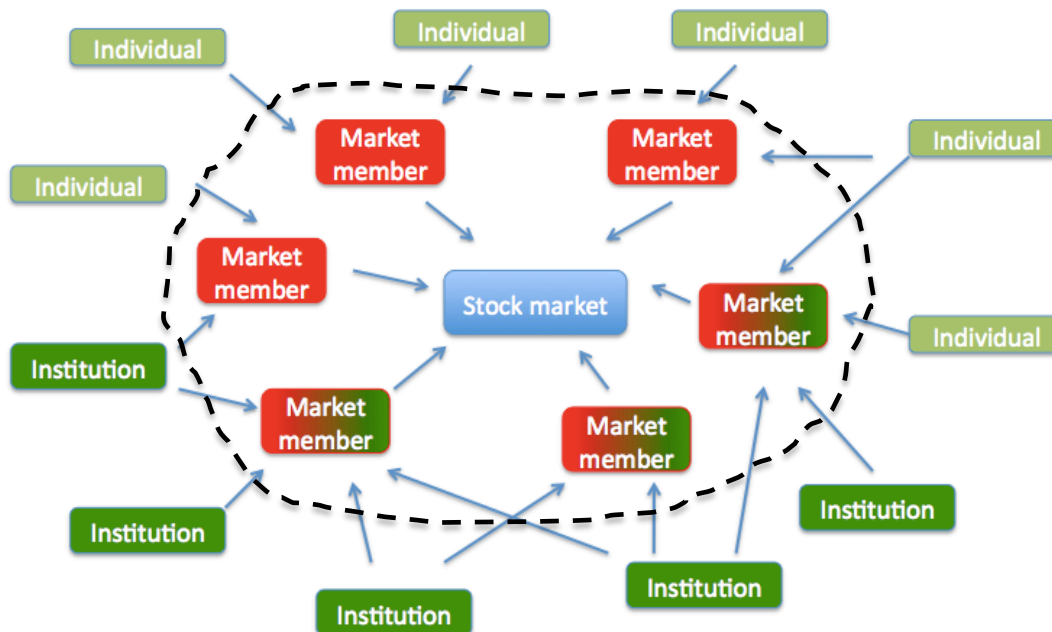 Individual
Individual
Individual
Market
member
Market
member
Individual
Individual
Market
member
Stock market
Market
member
Individual
Institution
Market
member
Market
member
Institution
Institution
Institution
Institution